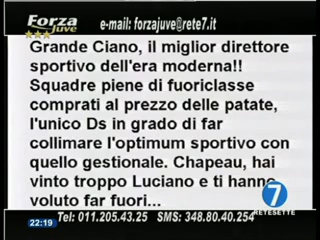 Forza
Juve
e-mail: forzajuve@rete7.it
Grande Ciano, il miglior direttore
sportivo dell'era moderna!!
Squadre piene di fuoriclasse
comprati al prezzo delle patate,
l'unico Ds in grado di far
collimare l'optimum sportivo con
quello gestionale. Chapeau, hai
vinto troppo Luciano e ti hanno
voluto far fuori...
7
RETESETTE
22:19
Tel: 011.205.43.25 SMS: 348.80.40.254